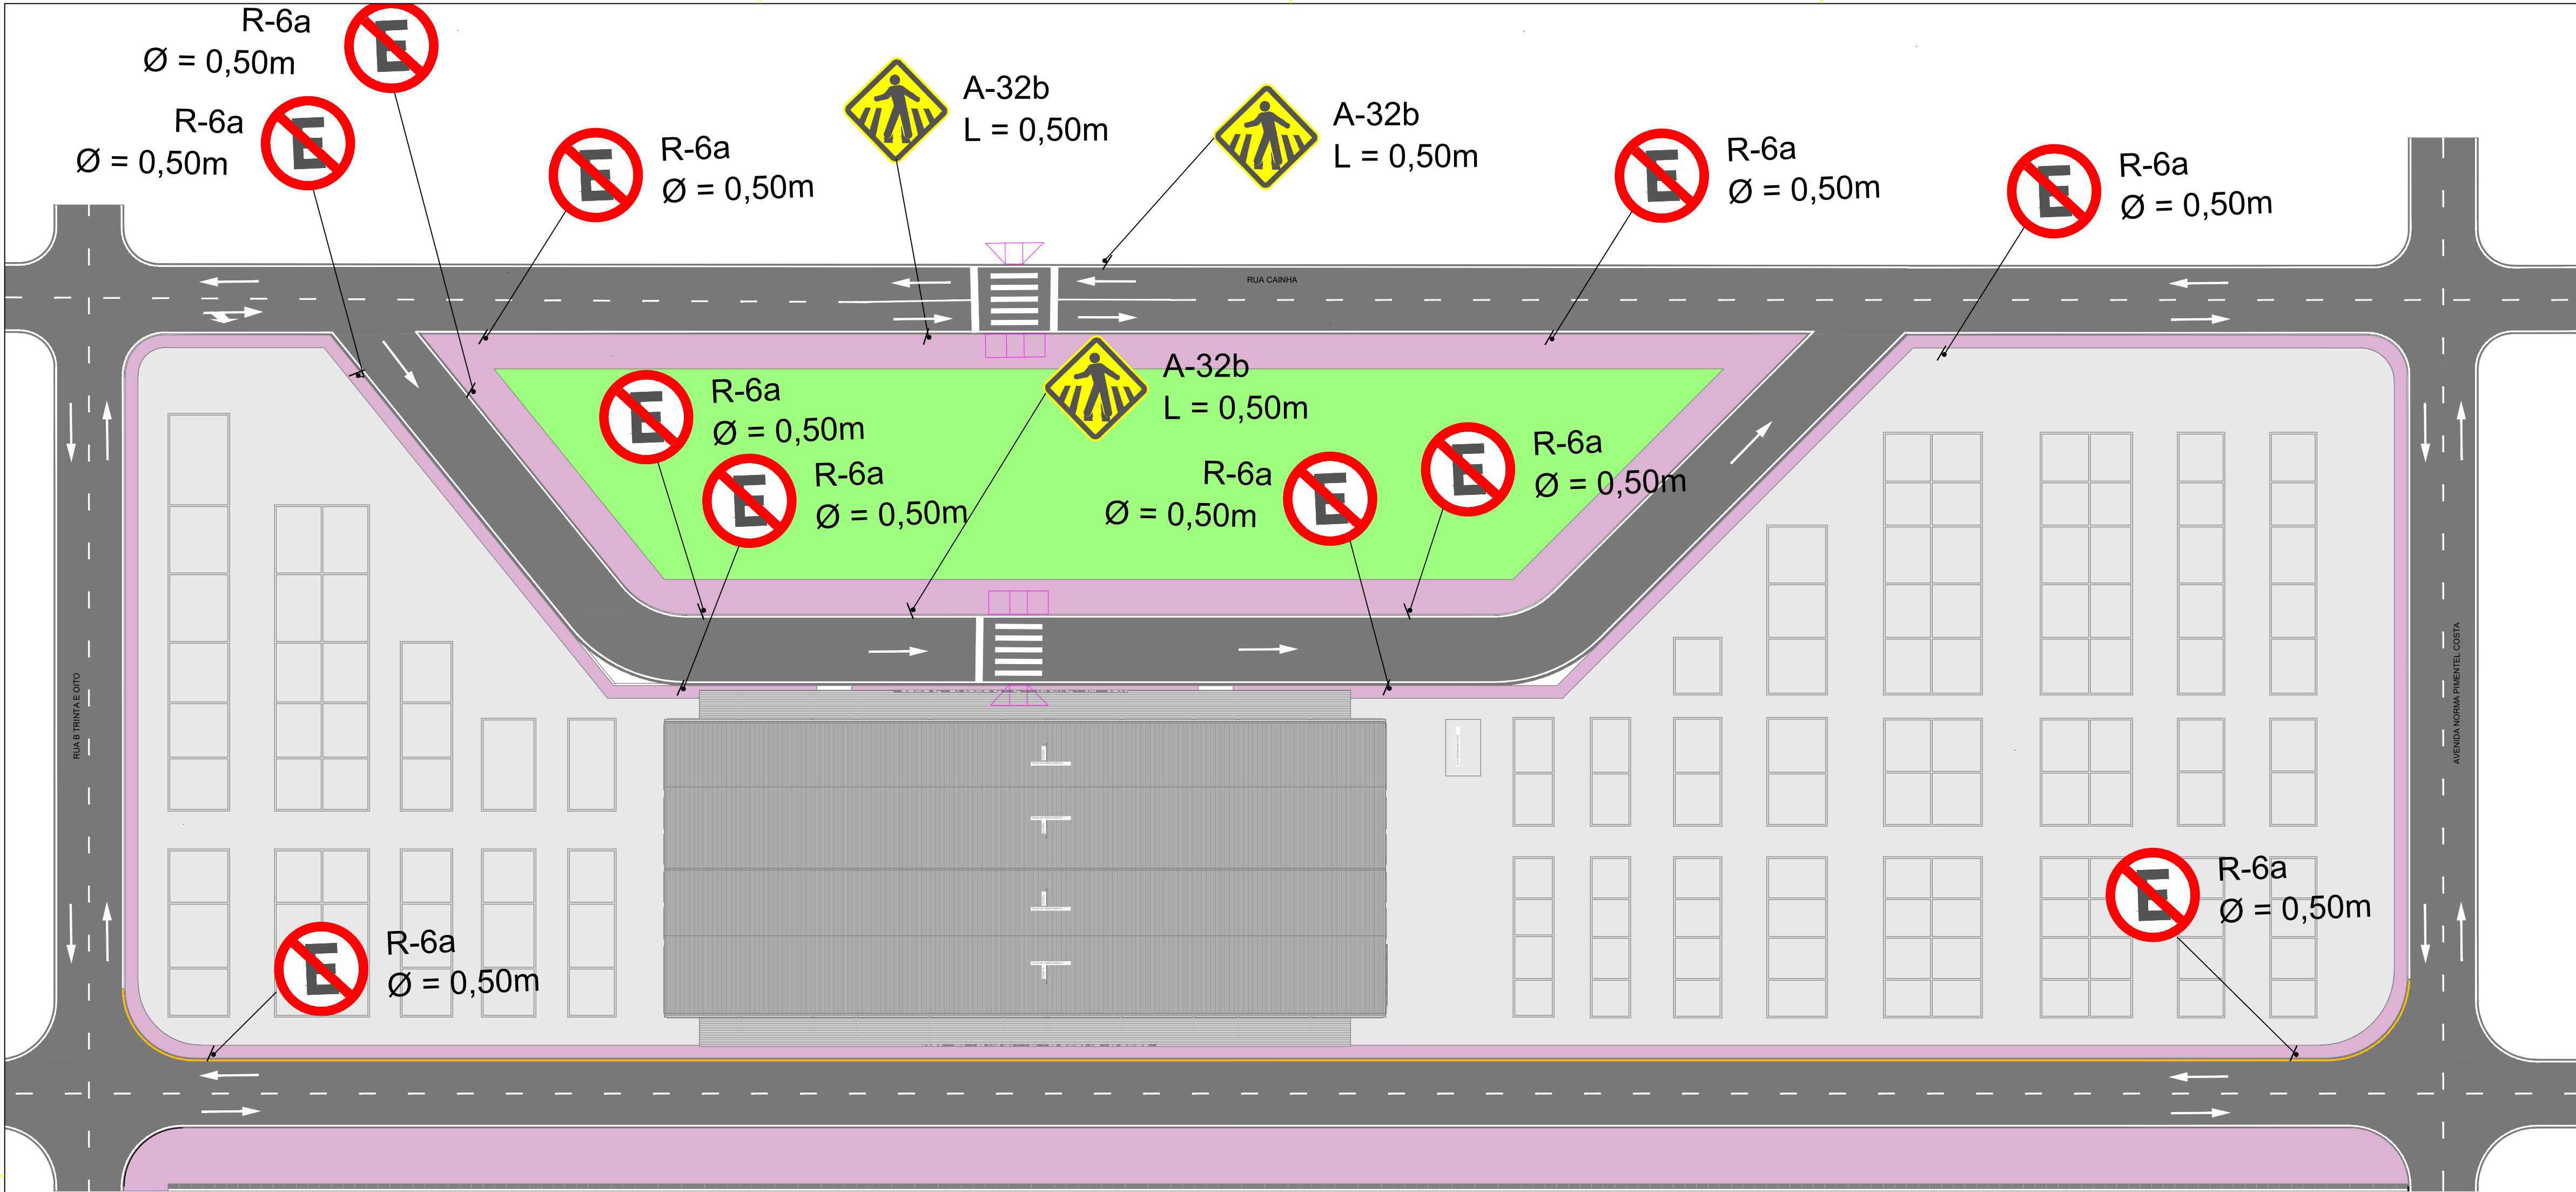 R-6a
Ø = 0,50m
E
R-6a
Ø = 0,50m
E
E
R-6a
Ø = 0,50m
A-32b
L = 0,50m
A-32b
L = 0,50m
E
R-6a
Ø = 0,50m
E
R-6a
Ø = 0,50m
RUA CAINHA
A-32b
L = 0,50m
E
R-6a
Ø = 0,50m
E
R-6a
Ø = 0,50m
R-6a
Ø = 0,50m
E
E
R-6a
Ø = 0,50m
RUA B TRINTA E OITO
AVENIDA NORMA PIMENTEL COSTA
E
R-6a
Ø = 0,50m
E
R-6a
Ø = 0,50m